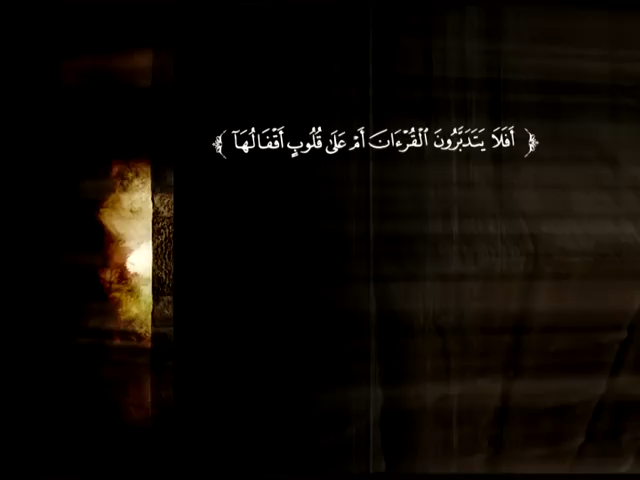 ﴿ أَفَلَا يَتَدَبَّرُونَ ٱلْقُرْءَانَ أَمْ عَلَىٰ قُلُوبٍ أَقْفَالُهَآ ﴾